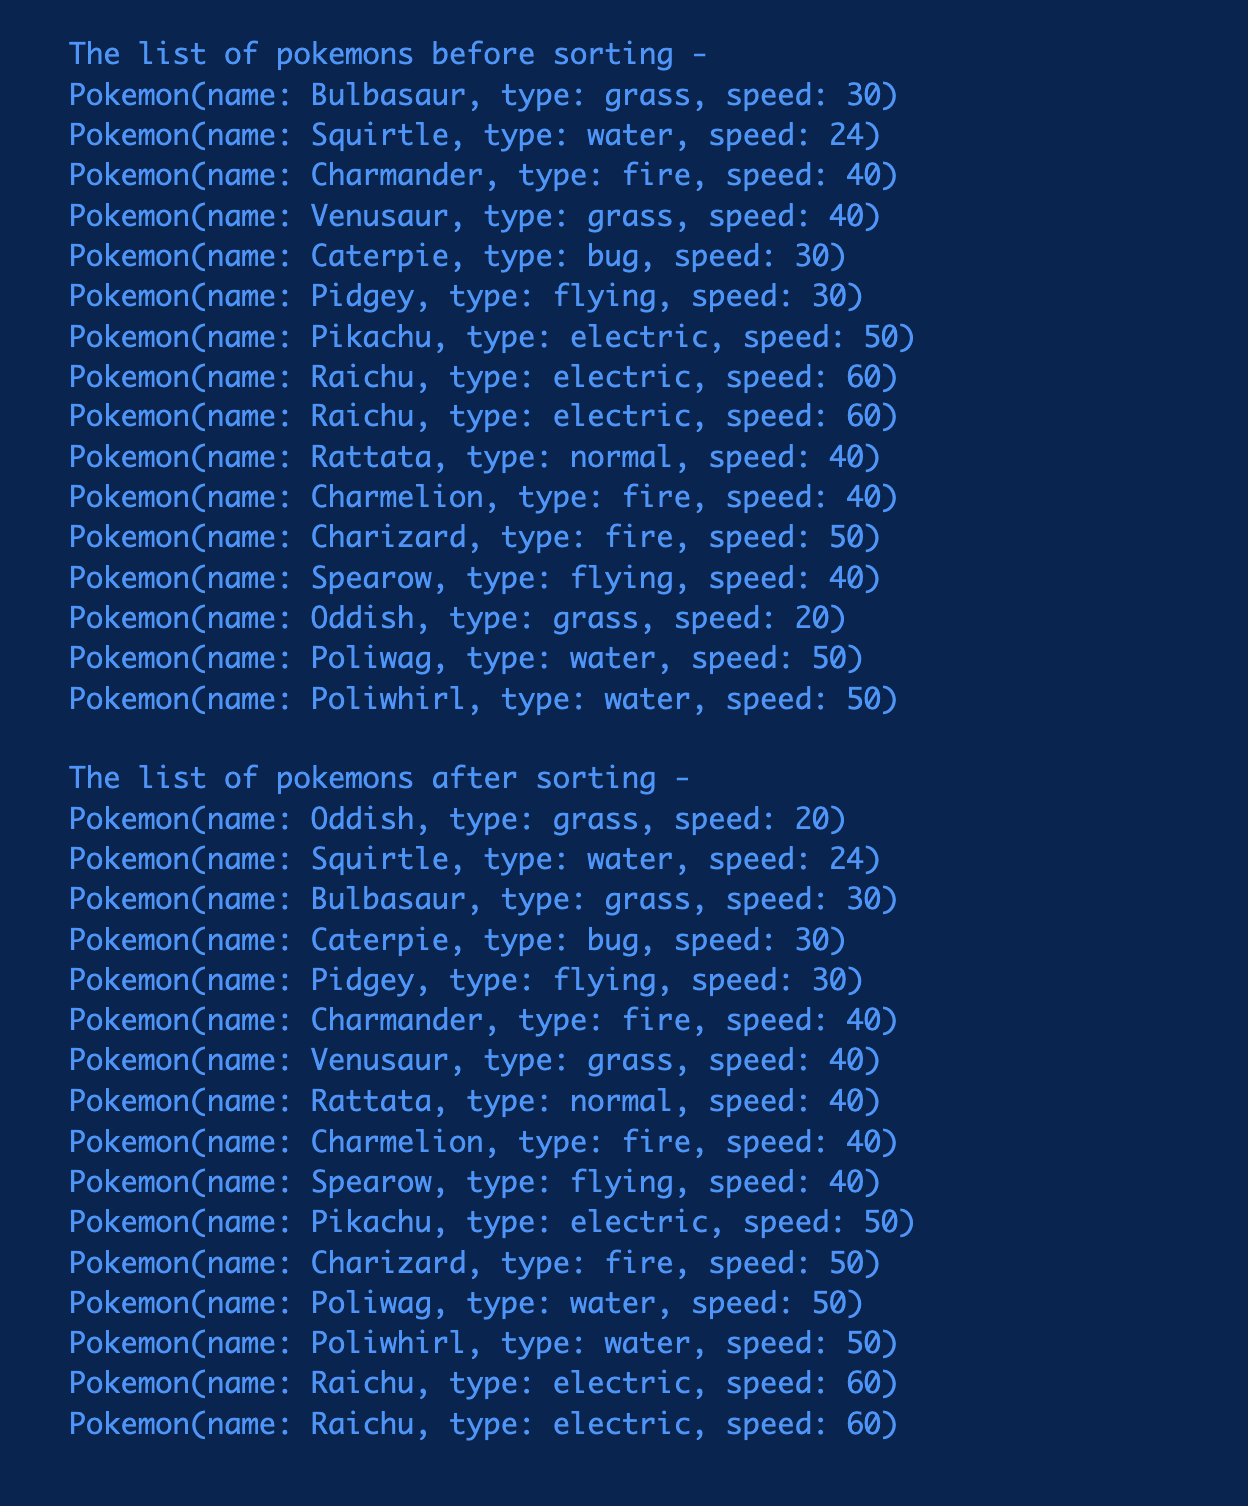 The list of pokemons before sorting -
Pokemon(name: Bulbasaur, type: grass, speed: 30)
Pokemon(name: Squirtle, type: water, speed: 24)
Pokemon(name: Charmander, type: fire, speed: 40)
Pokemon(name: Venusaur, type: grass, speed: 40)
Pokemon(name: Caterpie, type: bug, speed: 30)
Pokemon(name: Pidgey, type: flying, speed: 30)
Pokemon(name: Pikachu, type: electric, speed: 50)
Pokemon(name: Raichu, type: electric, speed: 60)
Pokemon(name: Raichu, type: electric, speed: 60)
Pokemon(name: Rattata, type: normal, speed: 40)
Pokemon(name: Charmelion, type: fire, speed: 40)
Pokemon(name: Charizard, type: fire, speed: 50)
Pokemon(name: Spearow, type: flying, speed: 40)
Pokemon(name: Oddish, type: grass, speed: 20)
Pokemon(name: Poliwag, type: water, speed: 50)
Pokemon(name: Poliwhirl, type: water, speed: 50)

The list of pokemons after sorting -
Pokemon(name: Oddish, type: grass, speed: 20)
Pokemon(name: Squirtle, type: water, speed: 24)
Pokemon(name: Bulbasaur, type: grass, speed: 30)
Pokemon(name: Caterpie, type: bug, speed: 30)
Pokemon(name: Pidgey, type: flying, speed: 30)
Pokemon(name: Charmander, type: fire, speed: 40)
Pokemon(name: Venusaur, type: grass, speed: 40)
Pokemon(name: Rattata, type: normal, speed: 40)
Pokemon(name: Charmelion, type: fire, speed: 40)
Pokemon(name: Spearow, type: flying, speed: 40)
Pokemon(name: Pikachu, type: electric, speed: 50)
Pokemon(name: Charizard, type: fire, speed: 50)
Pokemon(name: Poliwag, type: water, speed: 50)
Pokemon(name: Poliwhirl, type: water, speed: 50)
Pokemon(name: Raichu, type: electric, speed: 60)
Pokemon(name: Raichu, type: electric, speed: 60)